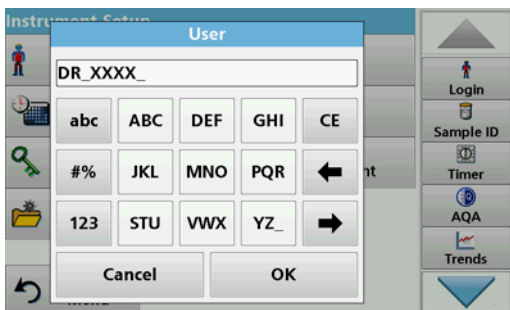 Instrument Setup
User
DR_XXXX_
abc ABC DEF GHI CE
#% JKL MNO PQR
123 STU VWX YZ_
Cancel OK
Menu
Login
Sample ID
Timer
AQA
Trends